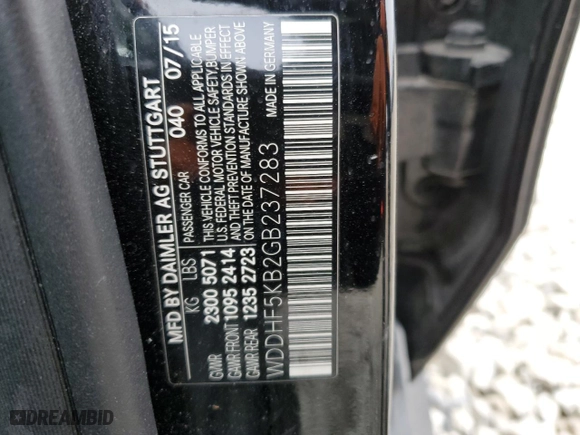 MFD BY DAIMLER AG STUTTGART
040 07/15
PASSENGER CAR
KG LBS
GVWR 2300 5071
GAWR FRONT 1095 2414
GAWR REAR 1235 2723
THIS VEHICLE CONFORMS TO ALL APPLICABLE
U.S. FEDERAL MOTOR VEHICLE SAFETY, BUMPER
AND THEFT PREVENTION STANDARDS IN EFFECT
ON THE DATE OF MANUFACTURE SHOWN ABOVE
WDDHF5KB2GB237283
MADE IN GERMANY
DREAMBID